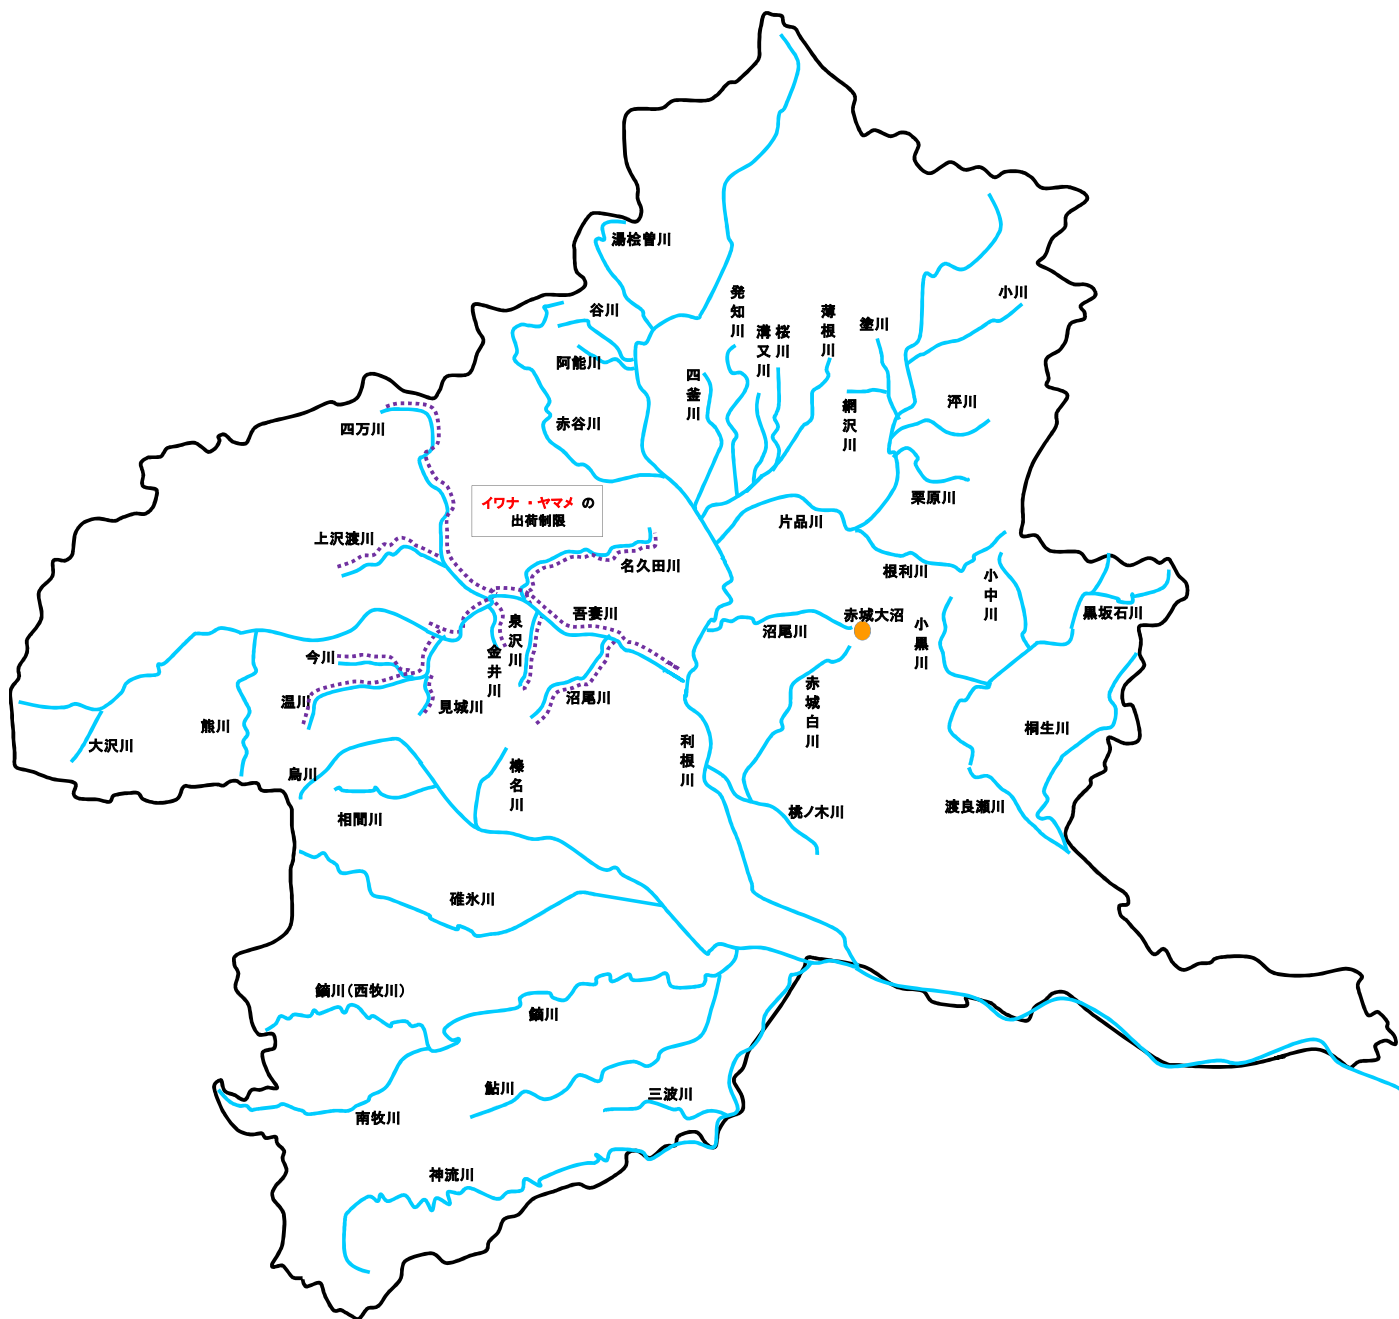 湯桧曽川
谷川
阿能川
赤谷川
発知川
溝又川
桜川
薄根川
塗川
小川
四釜川
網沢川
泙川
栗原川
四万川
イワナ ・ ヤマメ の
出荷制限
片品川
上沢渡川
名久田川
根利川
小中川
黒坂石川
吾妻川
泉沢川
金井川
沼尾川
赤城大沼
小黒川
今川
温川
見城川
沼尾川
赤城白川
桐生川
熊川
大沢川
利根川
烏川
榛名川
相間川
桃ノ木川
渡良瀬川
碓氷川
鏑川(西牧川)
鏑川
鮎川
三波川
南牧川
神流川